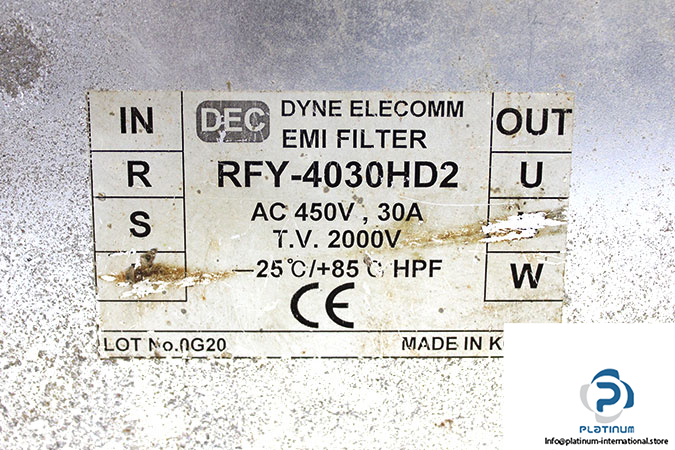 IN
DEC
DYNE ELECOMM
OUT
EMI FILTER
R
RFY-4030HD2
U
S
AC 450V , 30A
T.V. 2000V
-25℃/+85℃ HPF
W
CE
LOT No.0G20
MADE IN
PLATINUM
Info@platinum-international.store